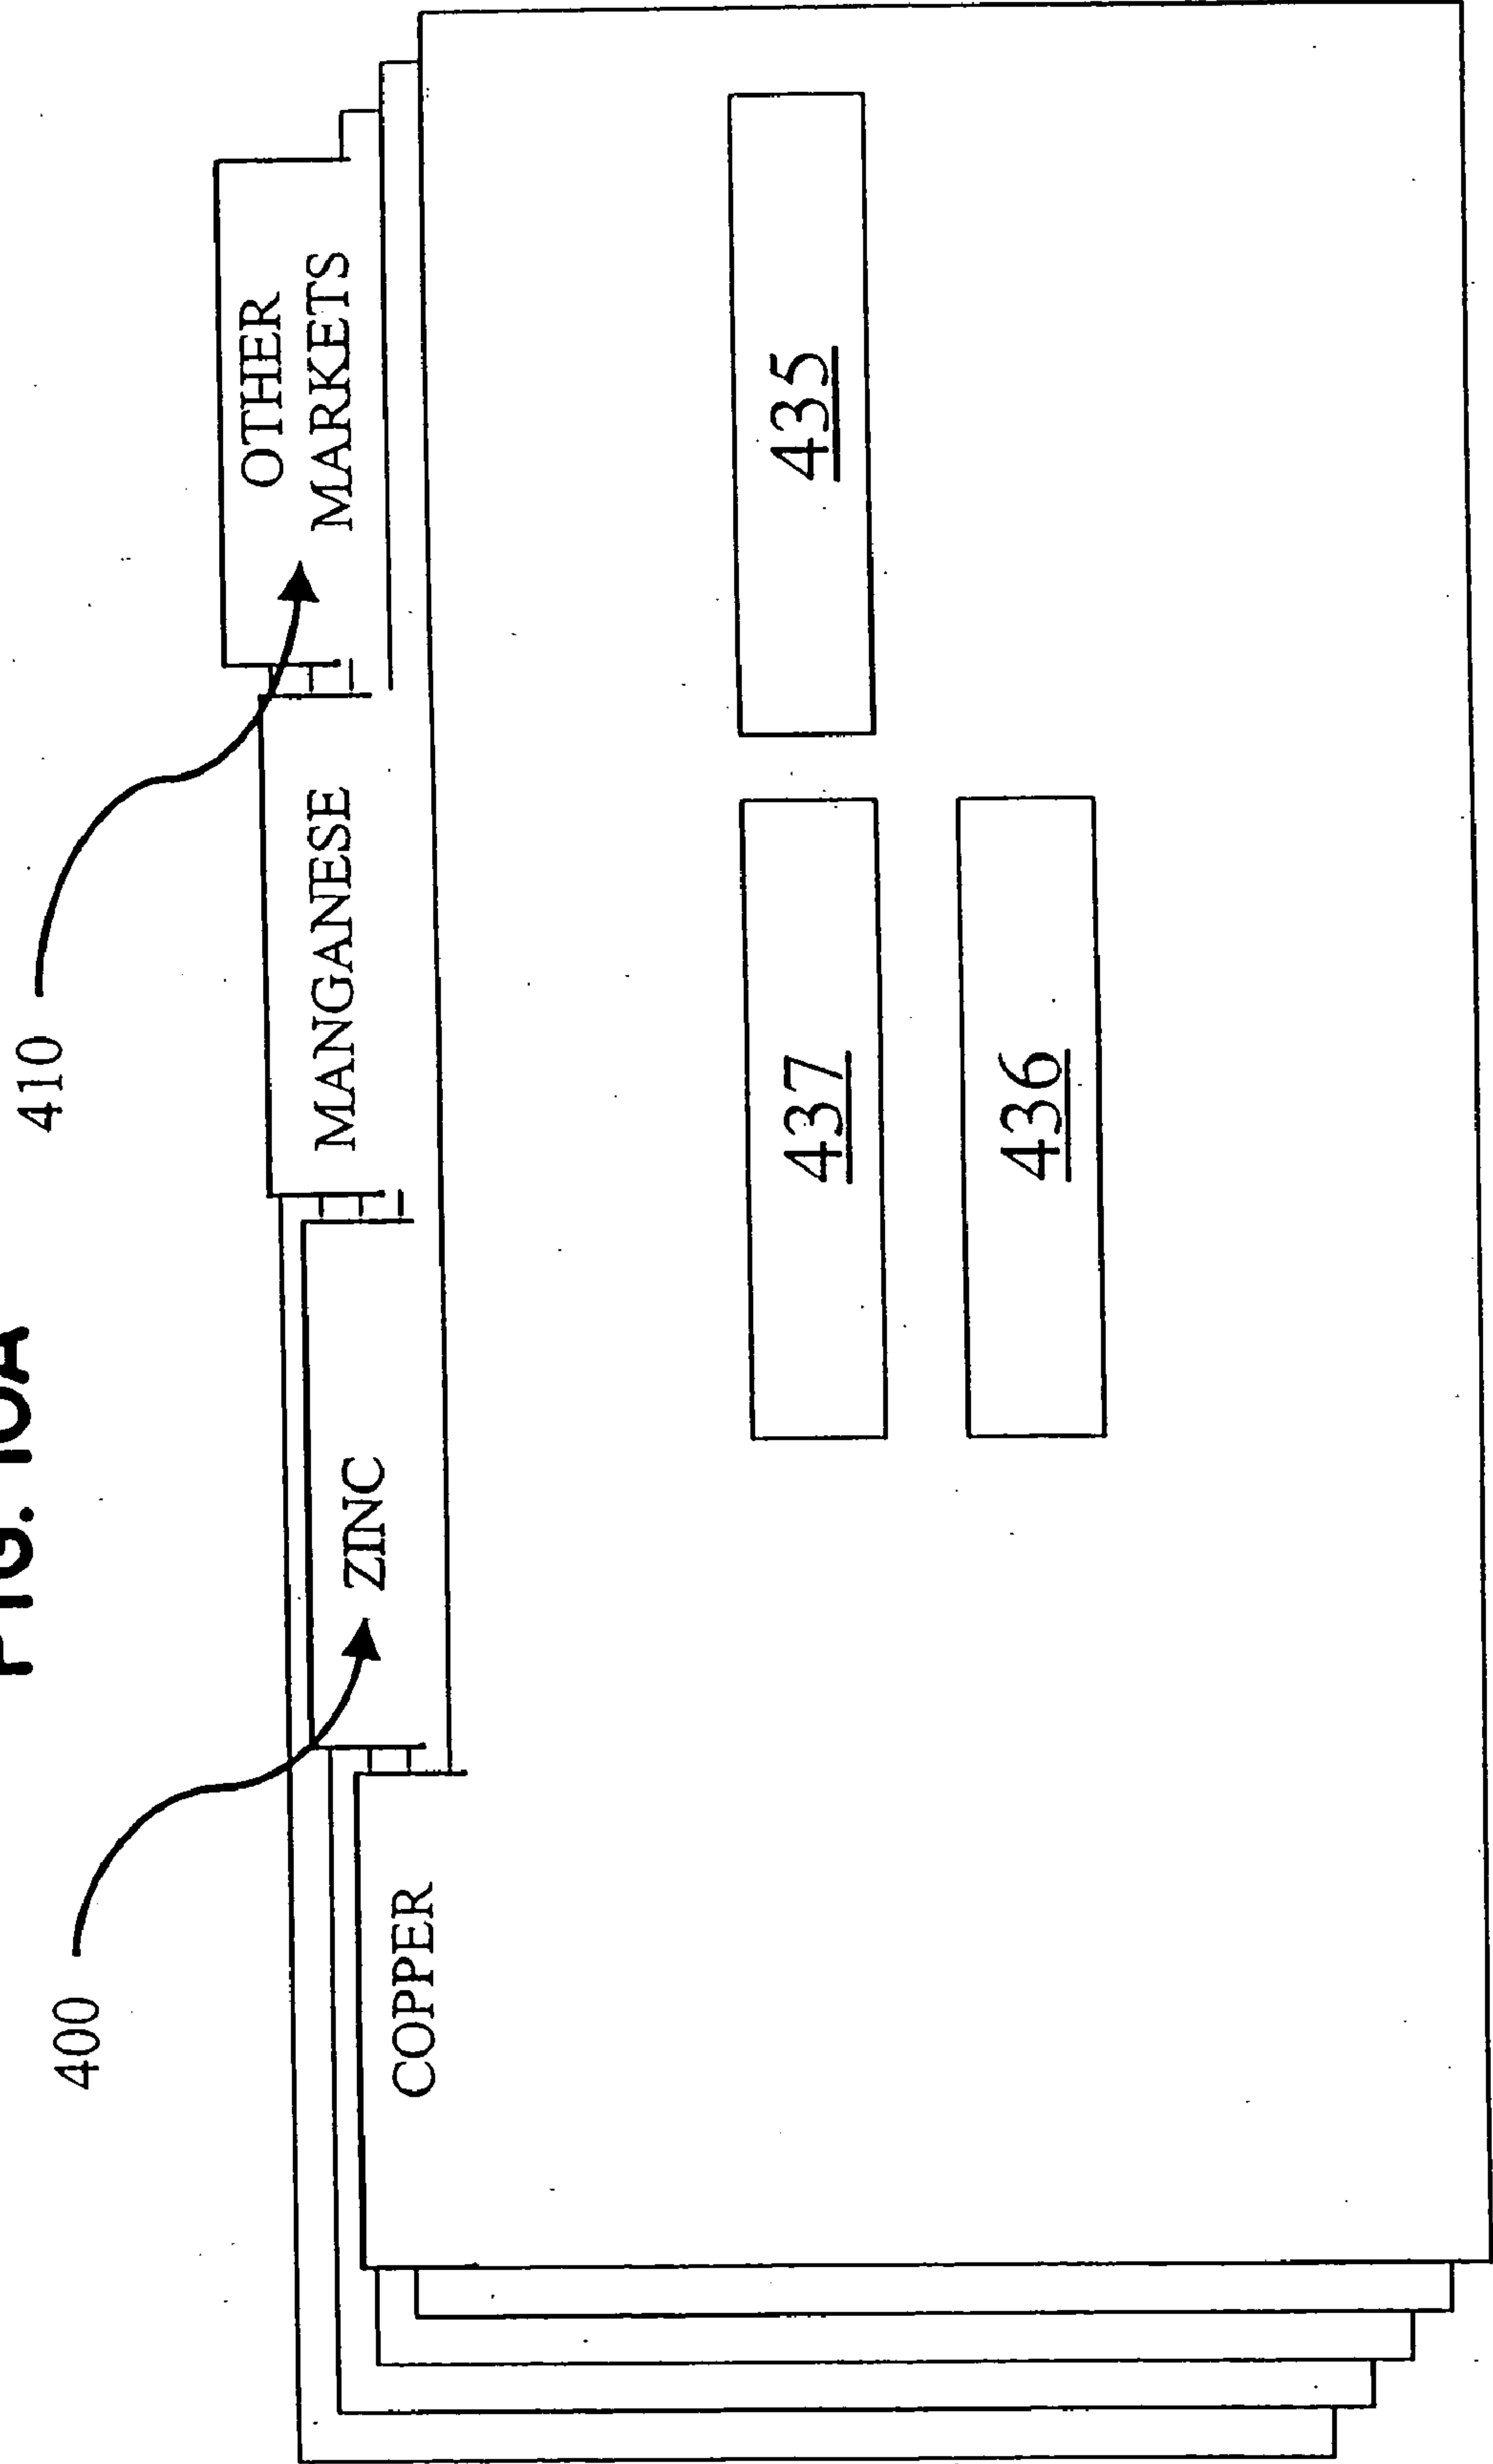 FIG. 10A
400
410
COPPER
ZINC
MANGANESE
OTHER
MARKETS
437
435
436